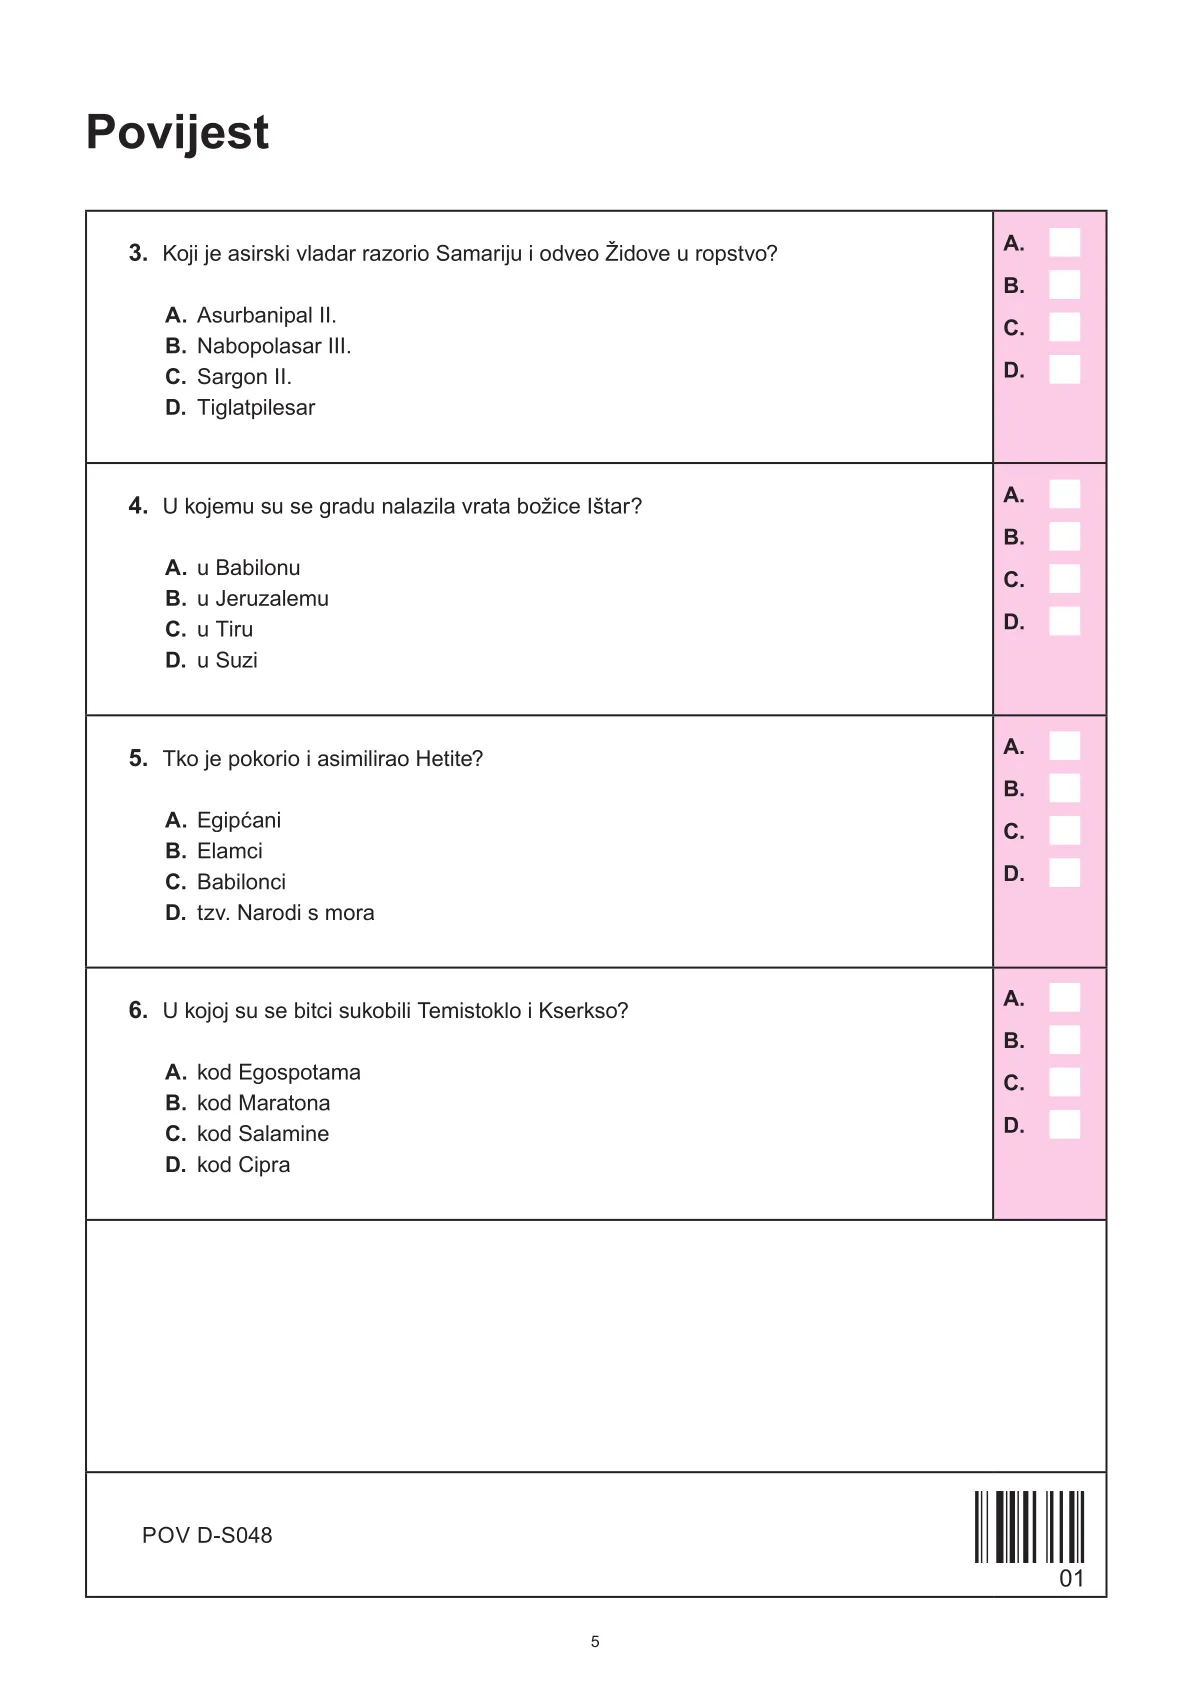 Povijest
3. Koji je asirski vladar razorio Samariju i odveo Židove u ropstvo?
A. Asurbanipal II.
B. Nabopolasar III.
C. Sargon II.
D. Tiglatpilesar
A.
B.
C.
D.
4. U kojemu su se gradu nalazila vrata božice Ištar?
A. u Babilonu
B. u Jeruzalemu
C. u Tiru
D. u Suzi
A.
B.
C.
D.
5. Tko je pokorio i asimilirao Hetite?
A. Egipćani
B. Elamci
C. Babilonci
D. tzv. Narodi s mora
A.
B.
C.
D.
6. U kojoj su se bitci sukobili Temistoklo i Kserkso?
A. kod Egospotama
B. kod Maratona
C. kod Salamine
D. kod Cipra
A.
B.
C.
D.
POV D-S048
01
5